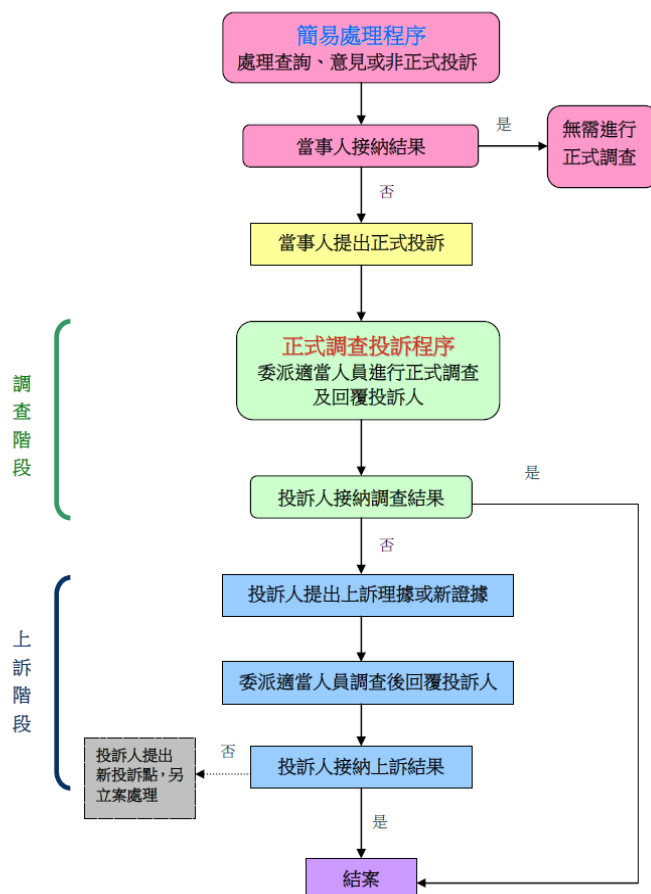 簡易處理程序
處理查詢、意見或非正式投訴
是
當事人接納結果
無需進行
正式調查
否
當事人提出正式投訴
調查階段
正式調查投訴程序
委派適當人員進行正式調查
及回覆投訴人
是
投訴人接納調查結果
否
上訴階段
投訴人提出上訴理據或新證據
委派適當人員調查後回覆投訴人
投訴人提出
新投訴點，另
立案處理
否
投訴人接納上訴結果
是
結案